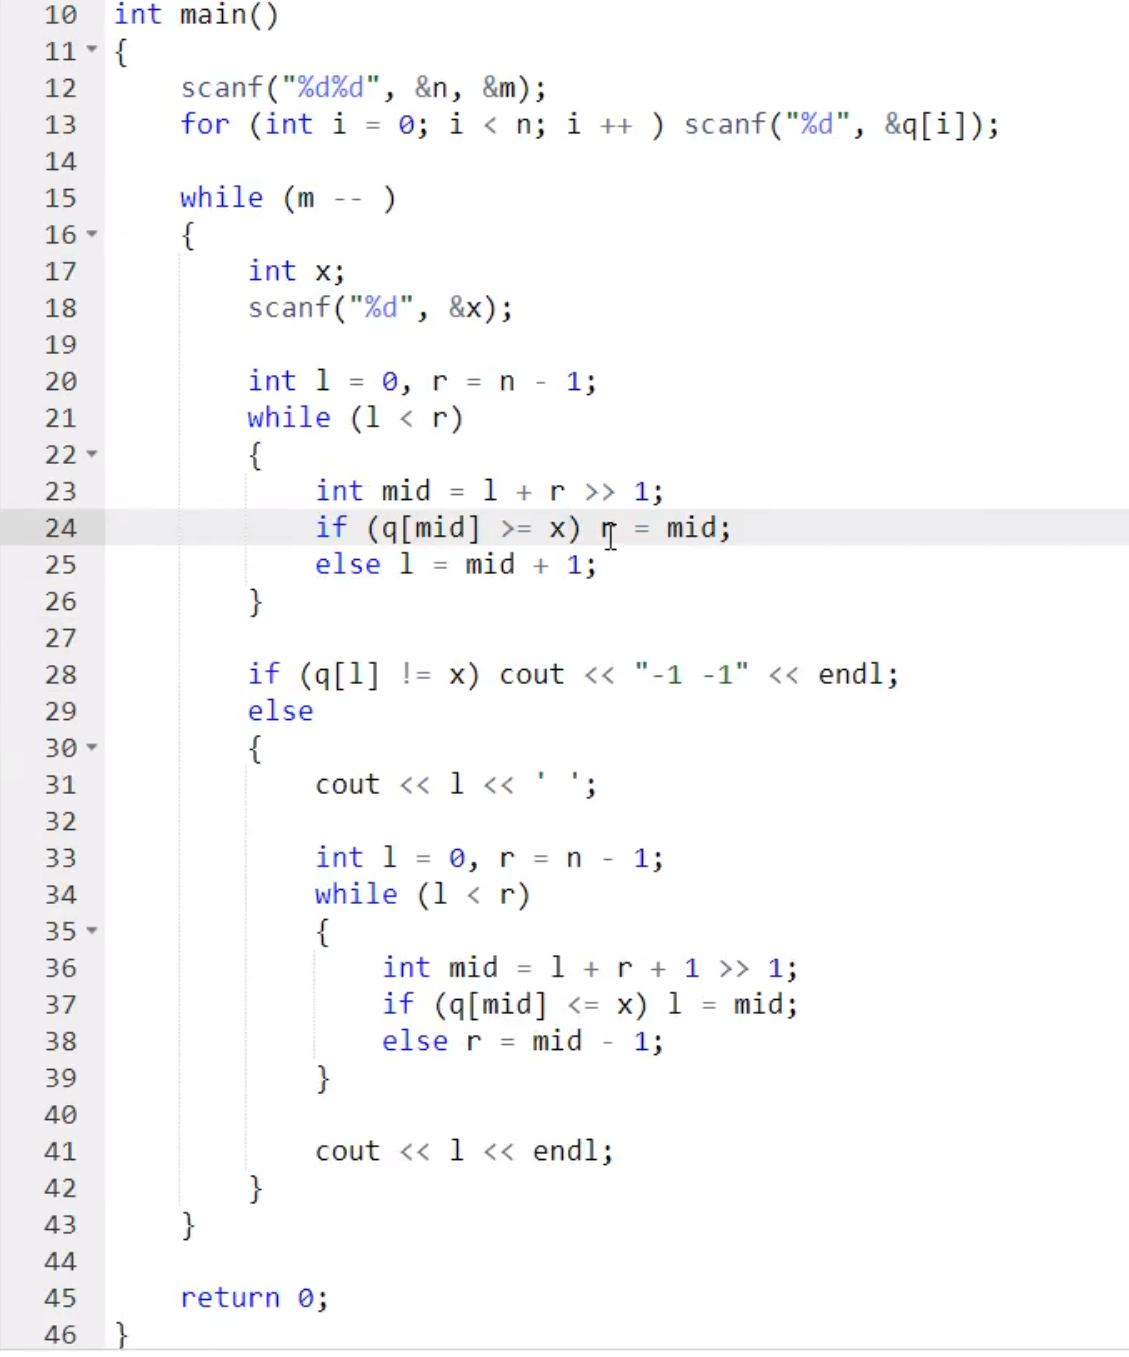 10 int main()
11 {
12     scanf("%d%d", &n, &m);
13     for (int i = 0; i < n; i ++ ) scanf("%d", &q[i]);
14
15     while (m -- )
16     {
17         int x;
18         scanf("%d", &x);
19
20         int l = 0, r = n - 1;
21         while (l < r)
22         {
23             int mid = l + r >> 1;
24             if (q[mid] >= x) r = mid;
25             else l = mid + 1;
26         }
27
28         if (q[l] != x) cout << "-1 -1" << endl;
29         else
30         {
31             cout << l << ' ';
32
33             int l = 0, r = n - 1;
34             while (l < r)
35             {
36                 int mid = l + r + 1 >> 1;
37                 if (q[mid] <= x) l = mid;
38                 else r = mid - 1;
39             }
40
41             cout << l << endl;
42         }
43     }
44
45     return 0;
46 }